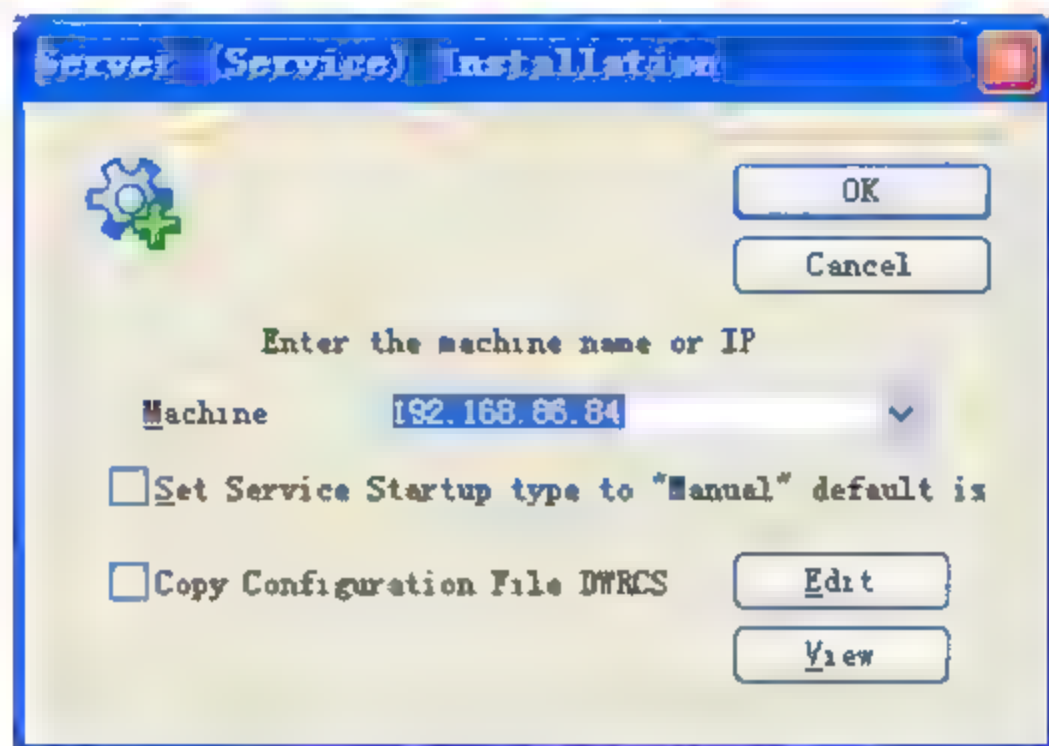 Server (Service) Installation
OK
Cancel
Enter the machine name or IP
Machine 192.168.86.84
Set Service Startup type to "Manual" default is
Copy Configuration File DWRCS
Edit
View